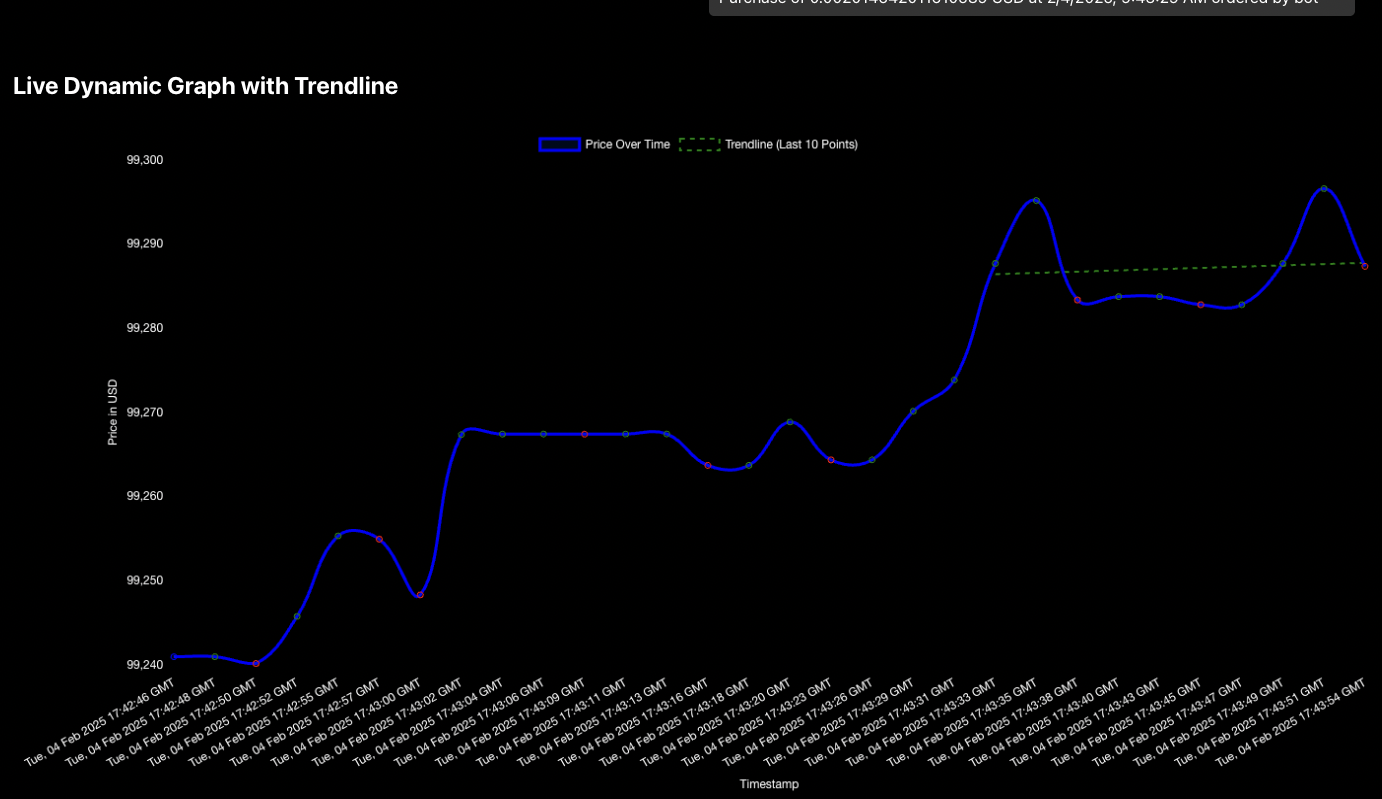 Purchase of USD at ordered by bot
Live Dynamic Graph with Trendline
Price Over Time
Trendline (Last 10 Points)
99,300
99,290
99,280
99,270
99,260
99,250
99,240
Price in USD
Tue, 04 Feb 2025 17:42:46 GMT
Tue, 04 Feb 2025 17:42:48 GMT
Tue, 04 Feb 2025 17:42:50 GMT
Tue, 04 Feb 2025 17:42:52 GMT
Tue, 04 Feb 2025 17:42:55 GMT
Tue, 04 Feb 2025 17:42:57 GMT
Tue, 04 Feb 2025 17:43:00 GMT
Tue, 04 Feb 2025 17:43:02 GMT
Tue, 04 Feb 2025 17:43:04 GMT
Tue, 04 Feb 2025 17:43:06 GMT
Tue, 04 Feb 2025 17:43:09 GMT
Tue, 04 Feb 2025 17:43:11 GMT
Tue, 04 Feb 2025 17:43:13 GMT
Tue, 04 Feb 2025 17:43:16 GMT
Tue, 04 Feb 2025 17:43:18 GMT
Tue, 04 Feb 2025 17:43:20 GMT
Tue, 04 Feb 2025 17:43:23 GMT
Tue, 04 Feb 2025 17:43:26 GMT
Tue, 04 Feb 2025 17:43:29 GMT
Tue, 04 Feb 2025 17:43:31 GMT
Tue, 04 Feb 2025 17:43:33 GMT
Tue, 04 Feb 2025 17:43:35 GMT
Tue, 04 Feb 2025 17:43:38 GMT
Tue, 04 Feb 2025 17:43:40 GMT
Tue, 04 Feb 2025 17:43:43 GMT
Tue, 04 Feb 2025 17:43:45 GMT
Tue, 04 Feb 2025 17:43:47 GMT
Tue, 04 Feb 2025 17:43:49 GMT
Tue, 04 Feb 2025 17:43:51 GMT
Tue, 04 Feb 2025 17:43:54 GMT
Timestamp